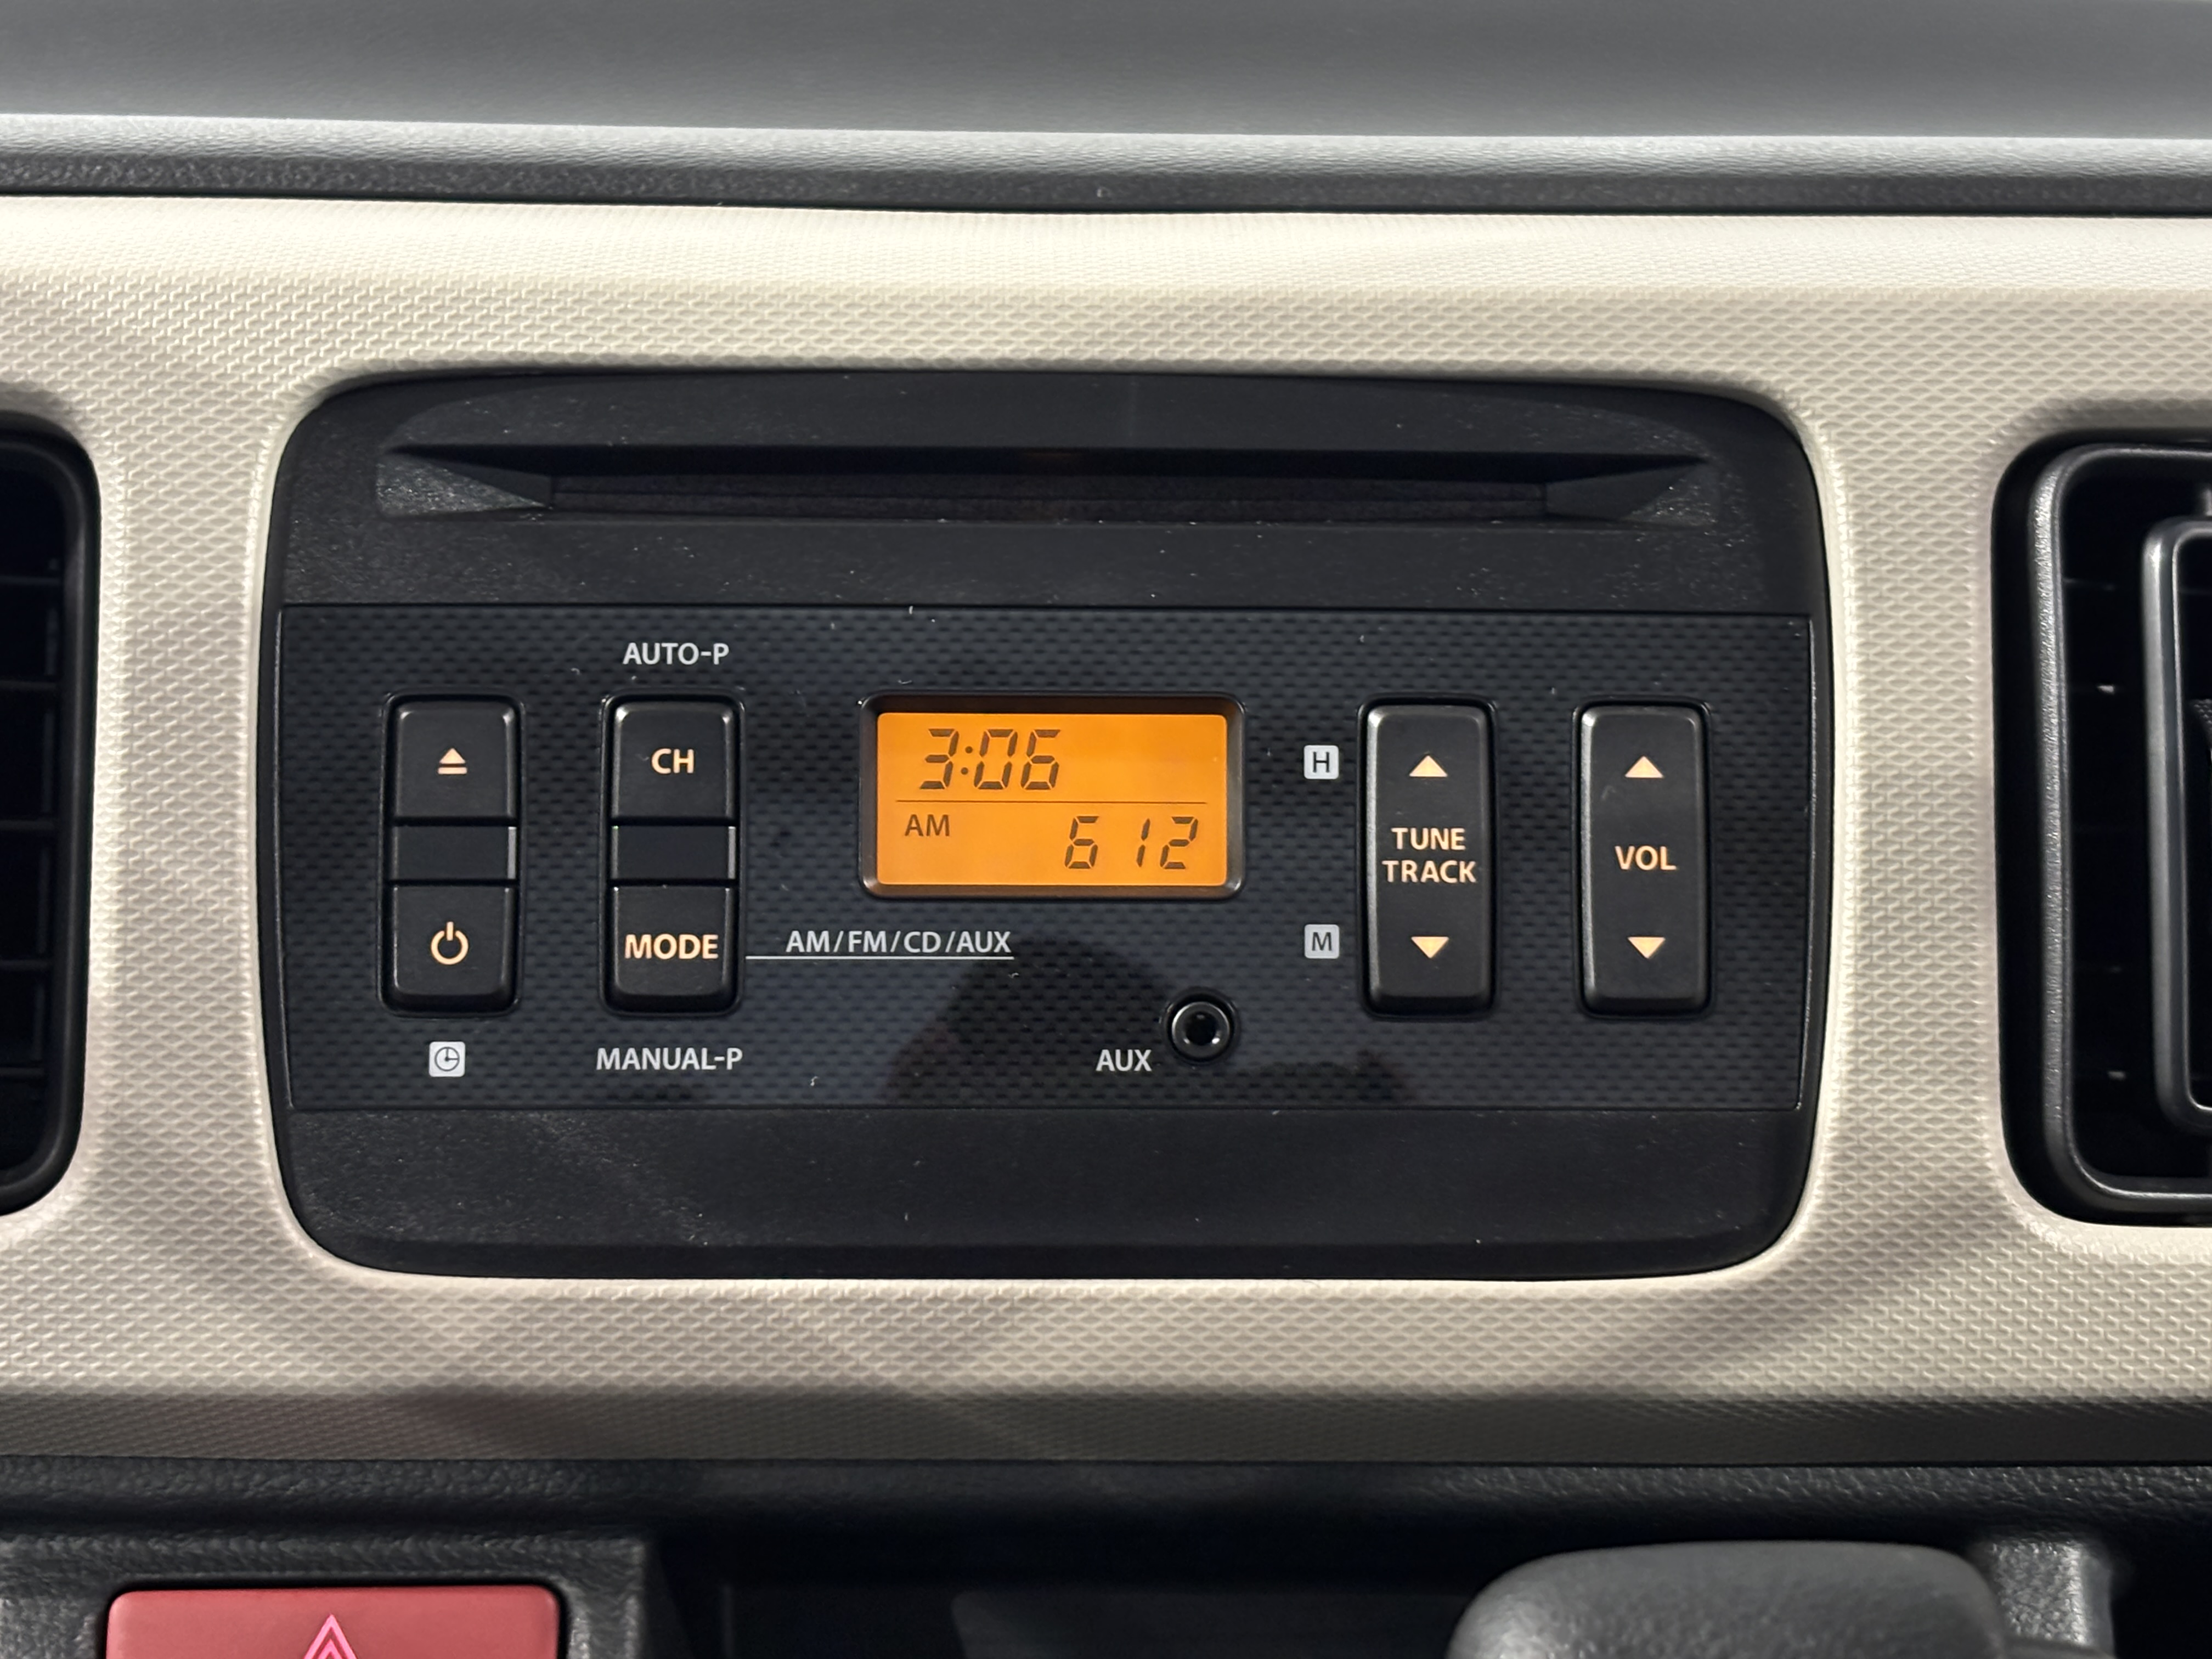 AUTO-P
CH
3:06
H
AM
612
TUNE
TRACK
VOL
MODE
AM/FM/CD/AUX
M
MANUAL-P
AUX